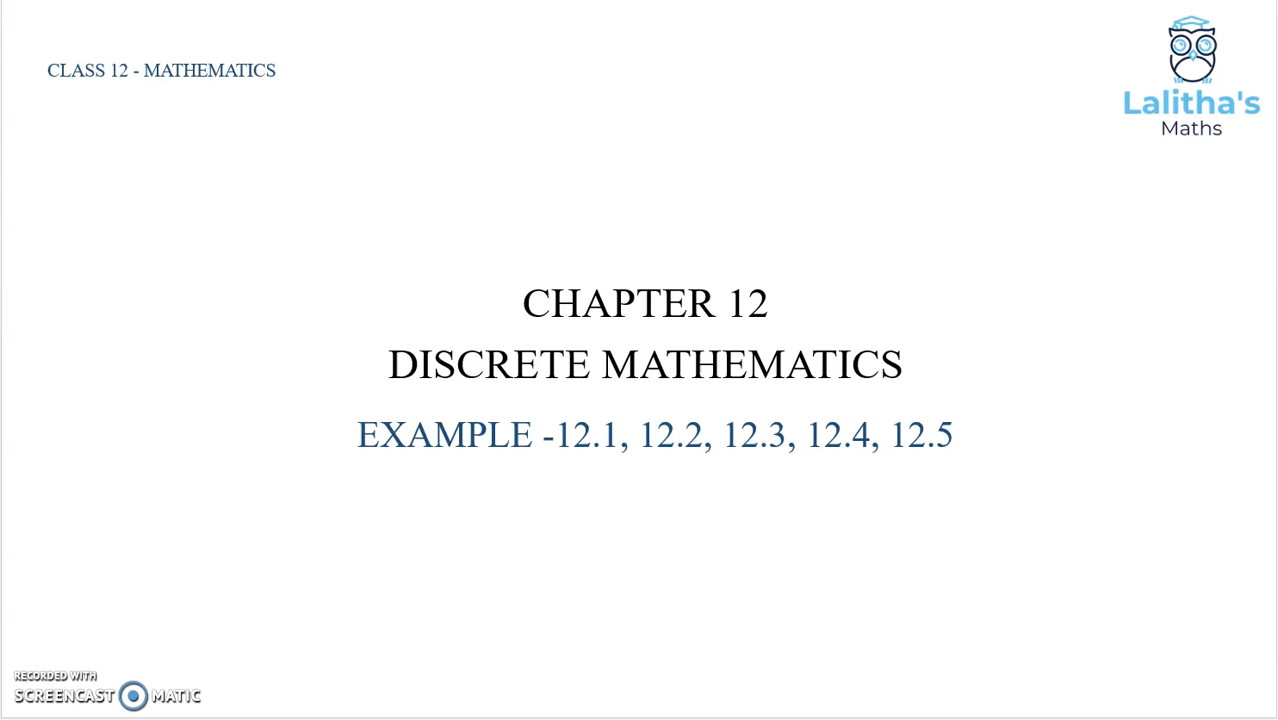 CLASS 12 - MATHEMATICS
Lalitha's
Maths
CHAPTER 12
DISCRETE MATHEMATICS
EXAMPLE -12.1, 12.2, 12.3, 12.4, 12.5
RECORDED WITH
SCREENCAST MATIC